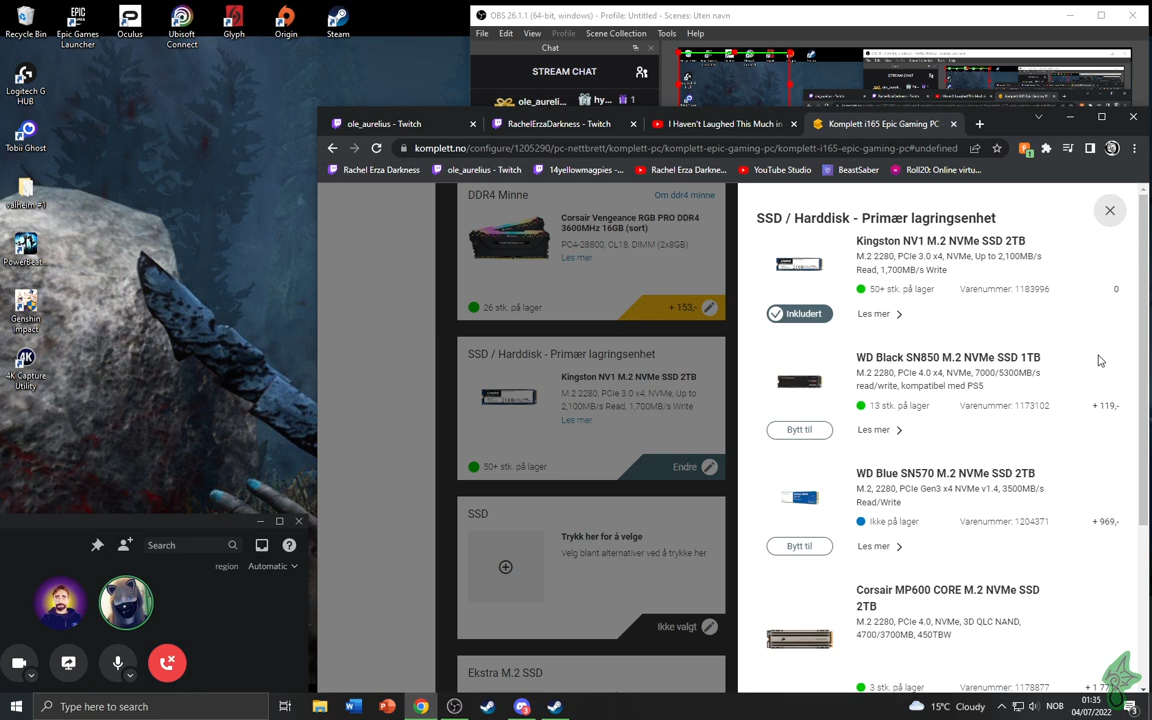 Recycle Bin
Epic Games Launcher
Oculus
Ubisoft Connect
Glyph
Origin
Steam
Logitech G HUB
Tobii Ghost
valheim #1
PowerBeat...
Genshin Impact
4K Capture Utility
OBS 26.1.1 (64-bit, windows) - Profile: Untitled - Scenes: Uten navn
File Edit View Profile Scene Collection Tools Help
Chat
STREAM CHAT
ole_aureli...
hy...
1
ole_aurelius - Twitch
RachelErzaDarkness - Twitch
I Haven't Laughed This Much in
Komplett i165 Epic Gaming PC -
komplett.no/configure/1205290/pc-nettbrett/komplett-pc/komplett-epic-gaming-pc/komplett-i165-epic-gaming-pc#undefined
Rachel Erza Darkness
ole_aurelius - Twitch
14yellowmagpies -...
Rachel Erza Darkne...
YouTube Studio
BeastSaber
Roll20: Online virtu...
DDR4 Minne
Om ddr4 minne
Corsair Vengeance RGB PRO DDR4
3600MHz 16GB (sort)
PC4-28800, CL18, DIMM (2x8GB)
Les mer
26 stk. på lager
+ 153,-
SSD / Harddisk - Primær lagringsenhet
Kingston NV1 M.2 NVMe SSD 2TB
M.2 2280, PCIe 3.0 x4, NVMe, Up to
2,100MB/s Read, 1,700MB/s Write
Les mer
50+ stk. på lager
Endre
SSD
Trykk her for å velge
Velg blant alternativer ved å trykke her
Ikke valgt
Ekstra M.2 SSD
SSD / Harddisk - Primær lagringsenhet
Kingston NV1 M.2 NVMe SSD 2TB
M.2 2280, PCIe 3.0 x4, NVMe, Up to 2,100MB/s
Read, 1,700MB/s Write
50+ stk. på lager
Varenummer: 1183996
0
Inkludert
Les mer
WD Black SN850 M.2 NVMe SSD 1TB
M.2 2280, PCIe 4.0 x4, NVMe, 7000/5300MB/s
read/write, kompatibel med PS5
13 stk. på lager
Varenummer: 1173102
+ 119,-
Bytt til
Les mer
WD Blue SN570 M.2 NVMe SSD 2TB
M.2, 2280, PCIe Gen3 x4 NVMe v1.4, 3500MB/s
Read/Write
Ikke på lager
Varenummer: 1204371
+ 969,-
Bytt til
Les mer
Corsair MP600 CORE M.2 NVMe SSD
2TB
M.2 2280, PCIe 4.0, NVMe, 3D QLC NAND,
4700/3700MB, 450TBW
3 stk. på lager
Varenummer: 1178877
Search
region
Automatic
Type here to search
15°C Cloudy
NOB
01:35
04/07/2022
3